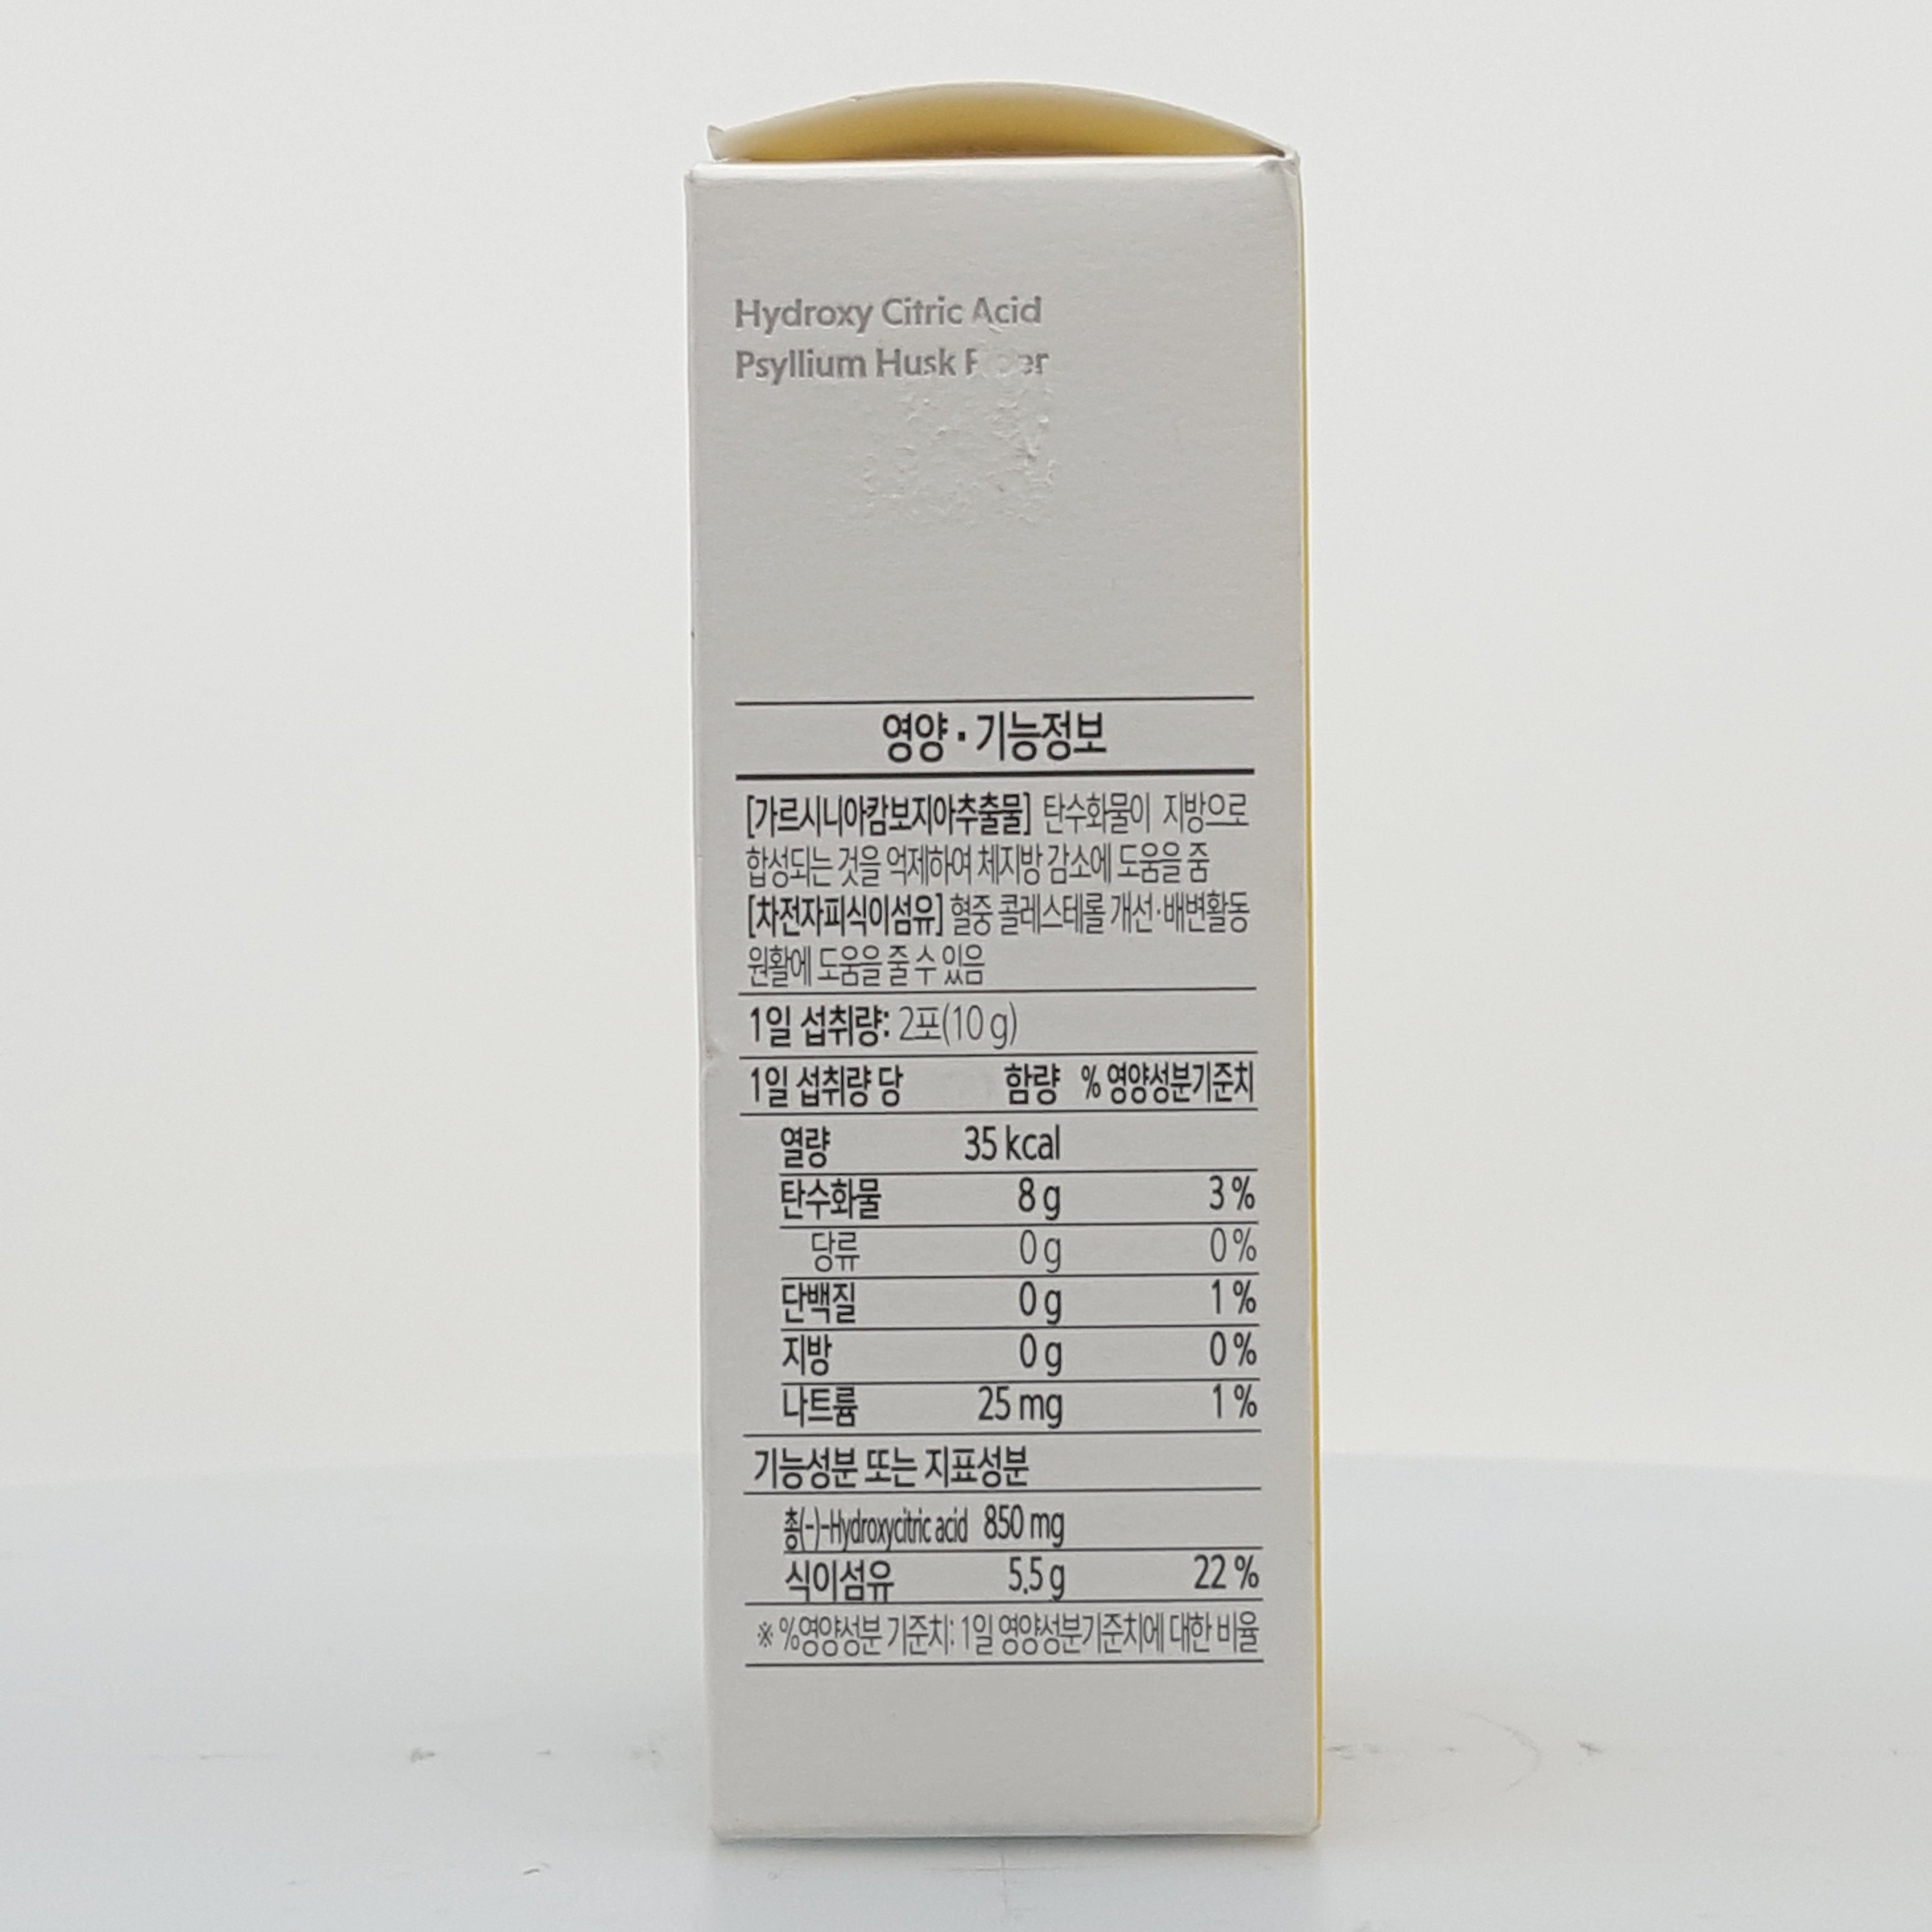 Hydroxy Citric Acid
Psyllium Husk
영양·기능정보
[가르시니아캄보지아추출물] 탄수화물이 지방으로
합성되는 것을 억제하여 체지방 감소에 도움을 줌
[차전자피식이섬유] 혈중 콜레스테롤 개선·배변활동
원활에 도움을 줄 수 있음
1일 섭취량: 2포(10 g)
1일 섭취량 당 함량 % 영양성분기준치
열량 35 kcal
탄수화물 8 g 3 %
당류 0 g 0 %
단백질 0 g 1 %
지방 0 g 0 %
나트륨 25 mg 1 %
기능성분 또는 지표성분
총(-)-Hydroxycitric acid 850 mg
식이섬유 5.5 g 22 %
※ %영양성분 기준치: 1일 영양성분기준치에 대한 비율